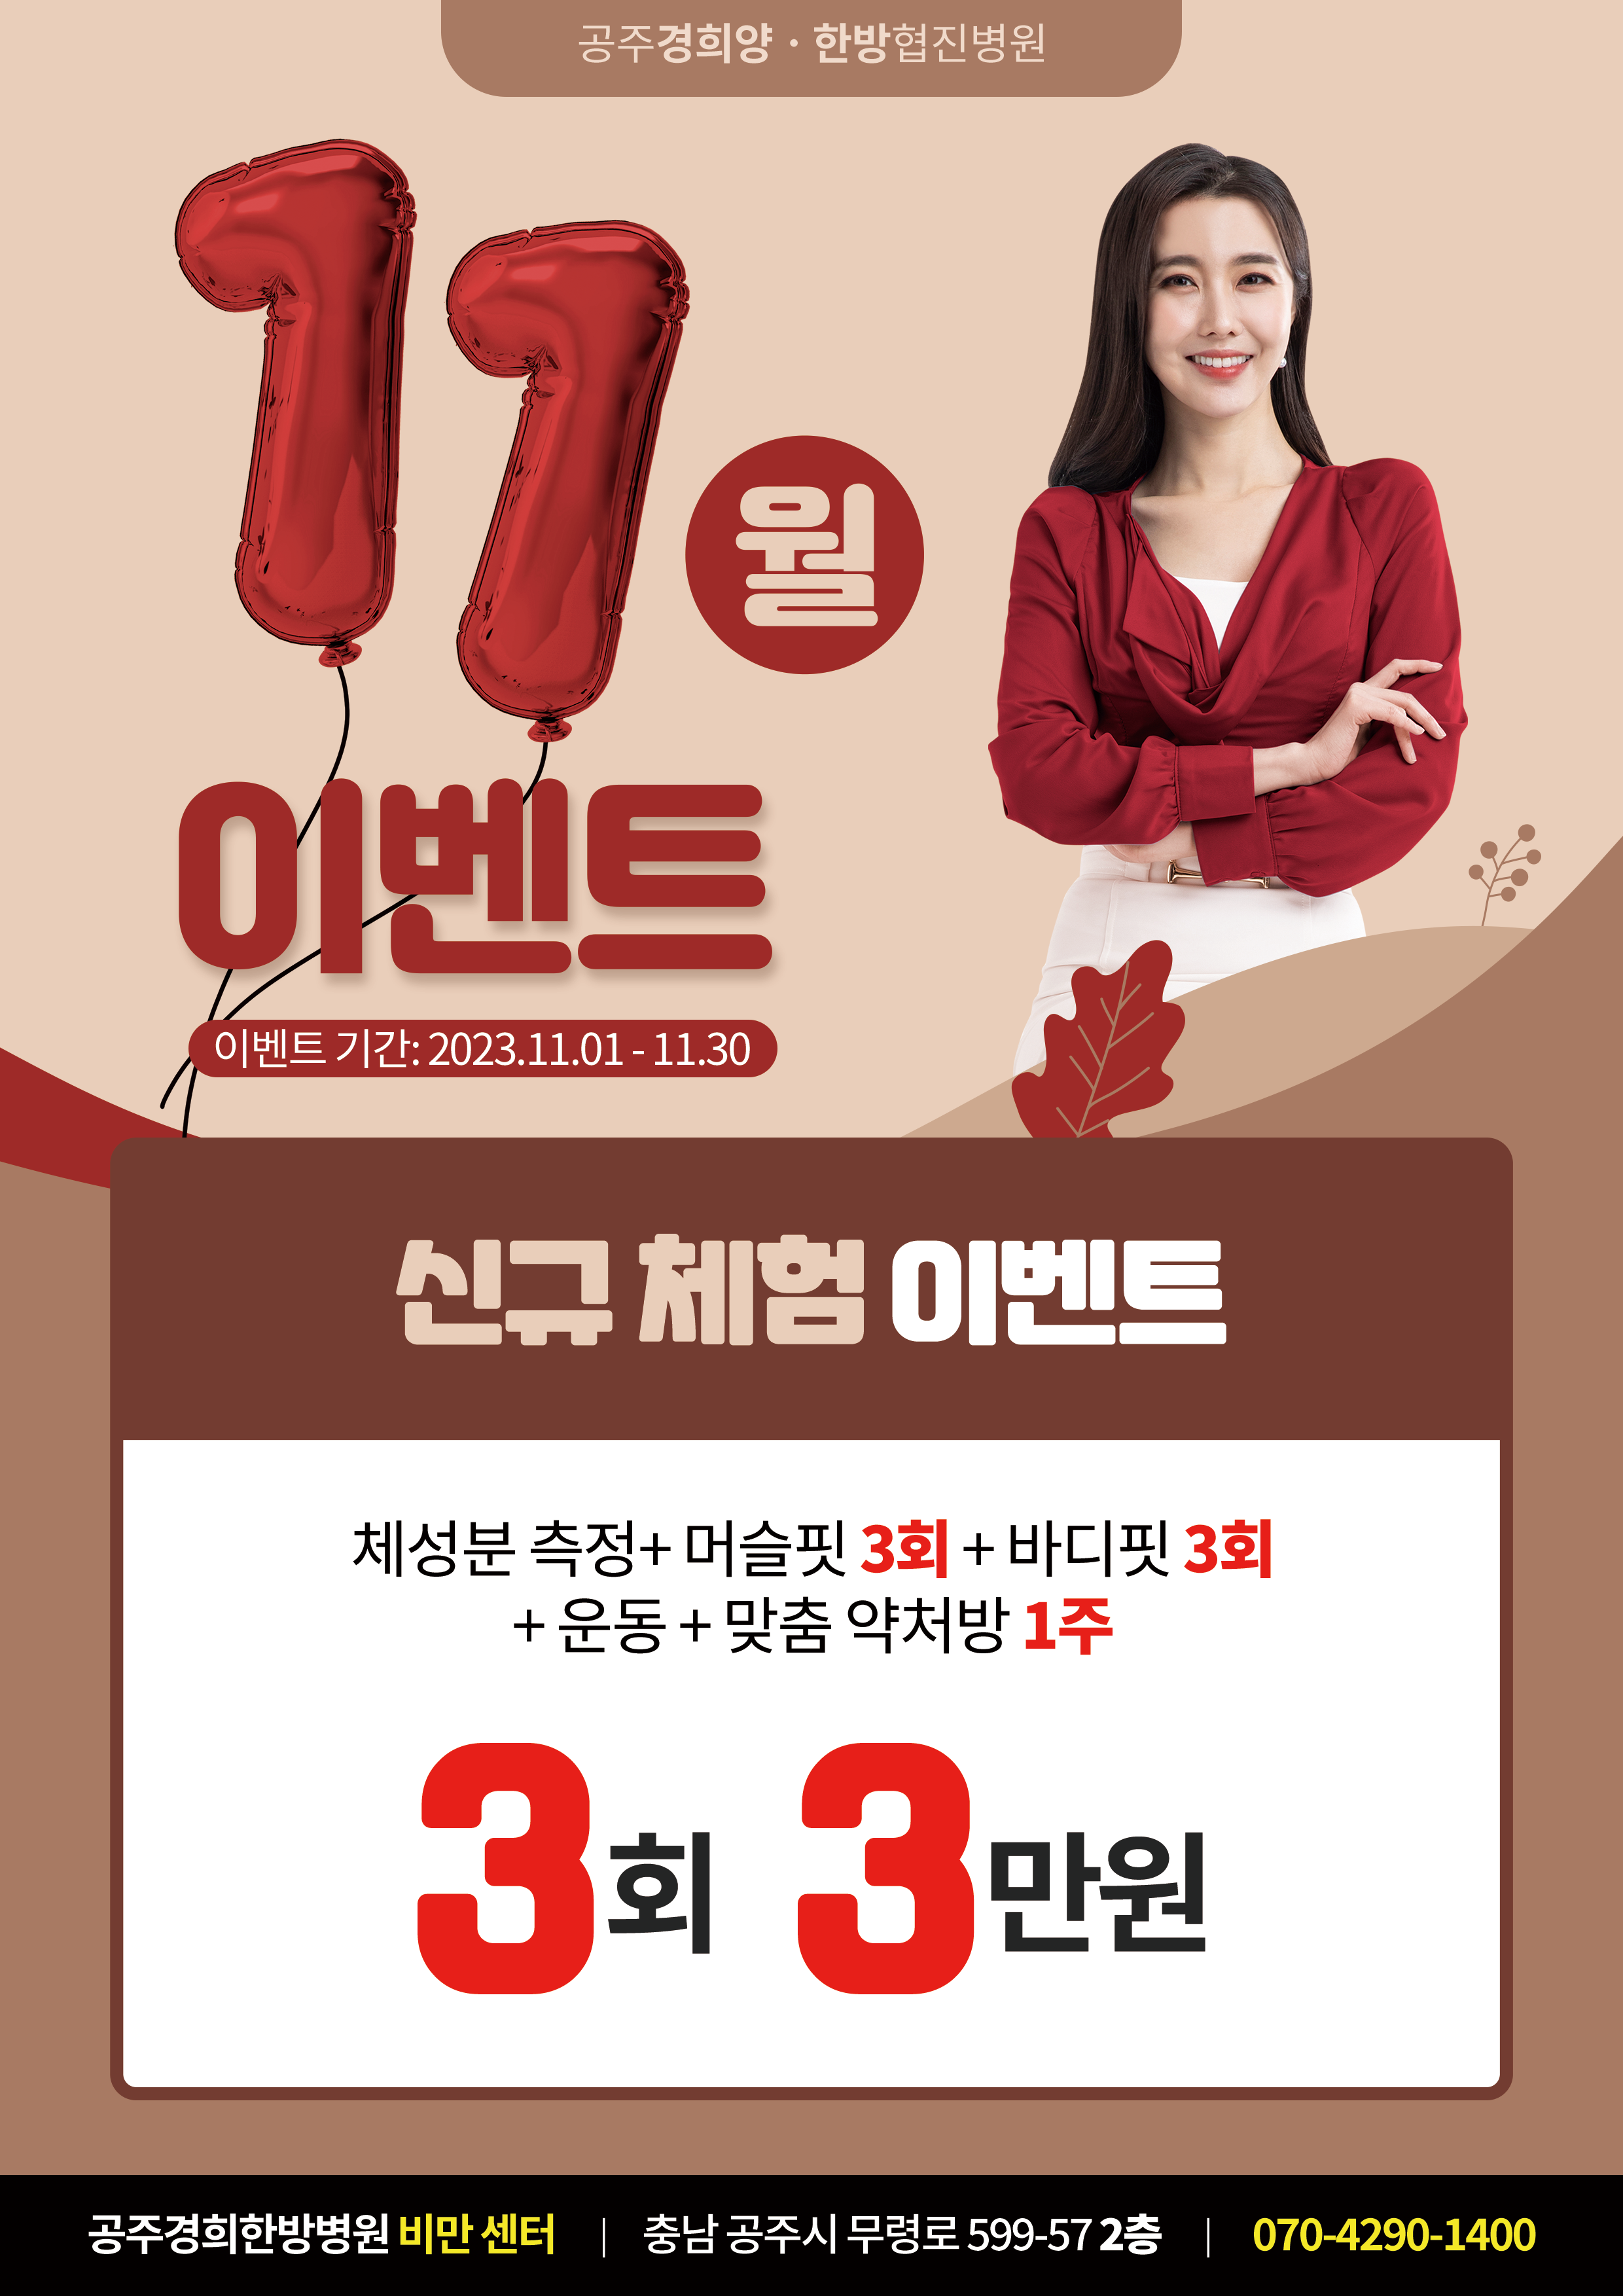 공주경희양·한방협진병원
11월
이벤트
이벤트 기간: 2023.11.01 - 11.30
신규 체험 이벤트
체성분 측정+ 머슬핏 3회 + 바디핏 3회
+ 운동 + 맞춤 약처방 1주
3회 3만원
공주경희한방병원 비만 센터 | 충남 공주시 무령로 599-57 2층 | 070-4290-1400